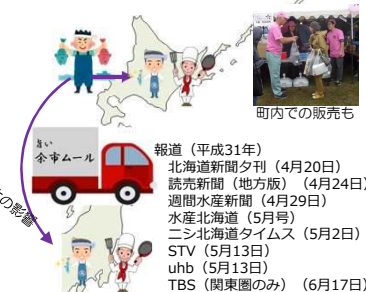 町内での販売も
旨い
余市ムール
報道（平成31年）
北海道新聞夕刊（4月20日）
読売新聞（地方版）（4月24日）
週間水産新聞（4月29日）
水産北海道（5月号）
ニシ北海道タイムス（5月2日）
STV（5月13日）
uhb（5月13日）
TBS（関東圏のみ）（6月17日）
の影響